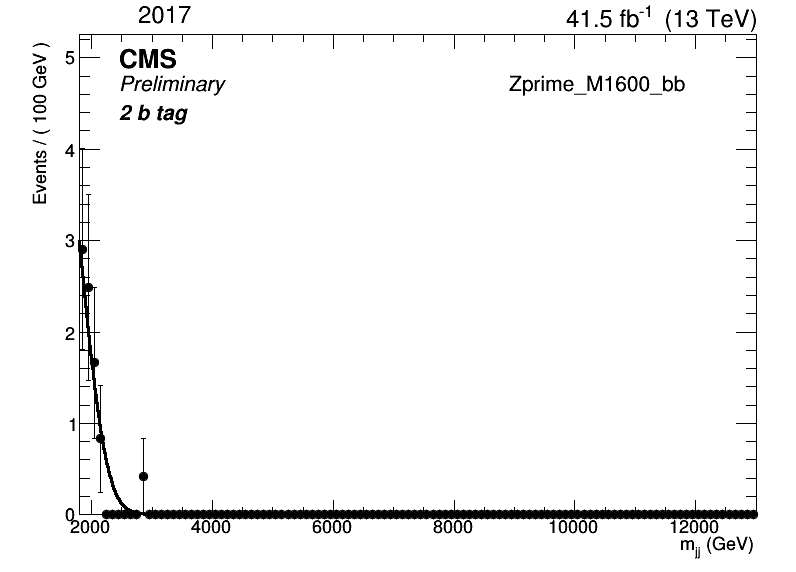 2017
41.5 fb⁻¹ (13 TeV)
CMS
Preliminary
2 b tag
Zprime_M1600_bb
Events / ( 100 GeV )
5
4
3
2
1
0
2000 4000 6000 8000 10000 12000
m_jj (GeV)